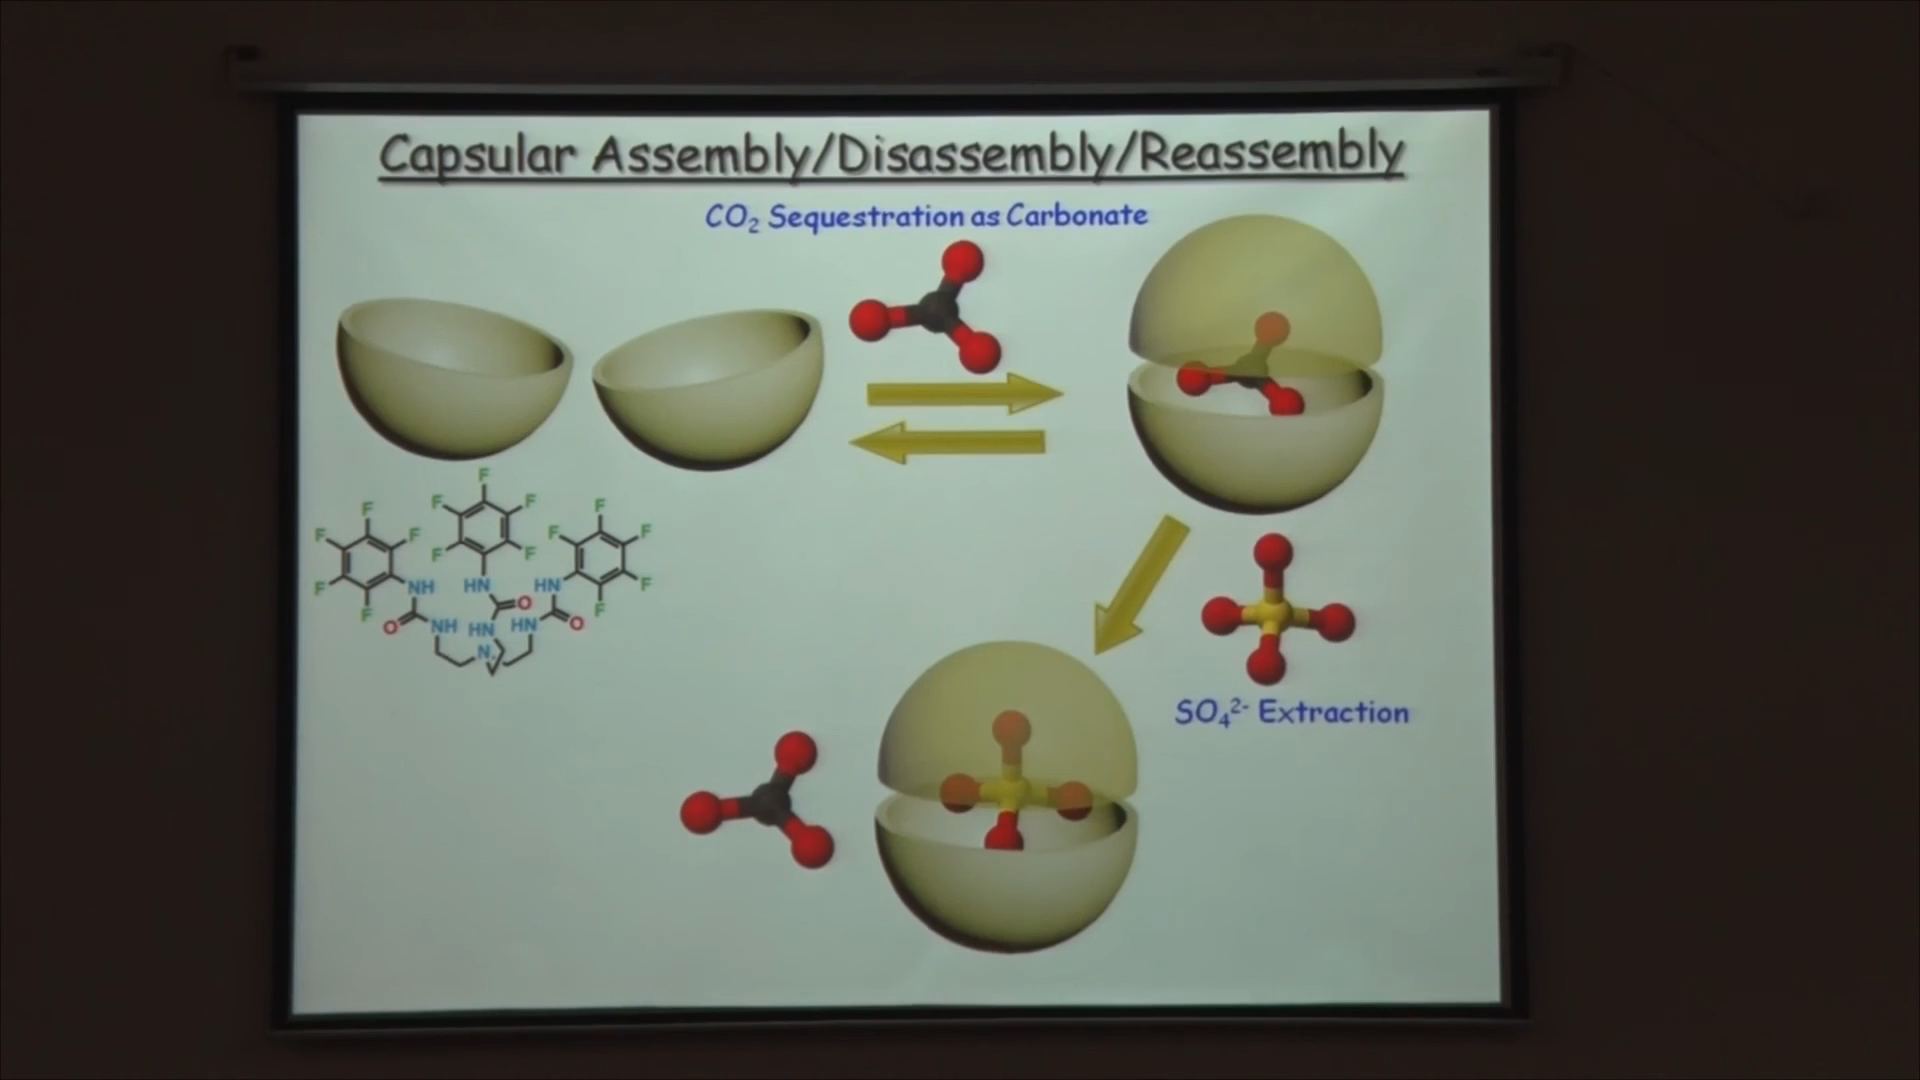 Capsular Assembly/Disassembly/Reassembly
CO₂ Sequestration as Carbonate
F
F F F
F F F F
F F F F
F F
F F
NH HN HN
O O O
NH HN HN
N
SO₄²⁻ Extraction